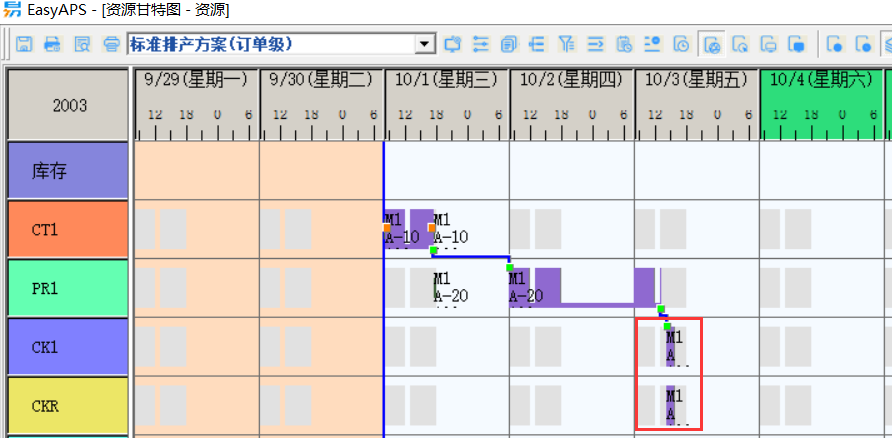 EasyAPS - [资源甘特图 - 资源]
标准排产方案(订单级)
2003
9/29(星期一) 9/30(星期二) 10/1(星期三) 10/2(星期四) 10/3(星期五) 10/4(星期六)
12 18 0 6 12 18 0 6 12 18 0 6 12 18 0 6 12 18 0 6 12 18 0 6
库存
CT1
M1 M1
A-10 A-10
PR1
M1 M1
A-20 A-20
CK1
M1
A
CKR
M1
A